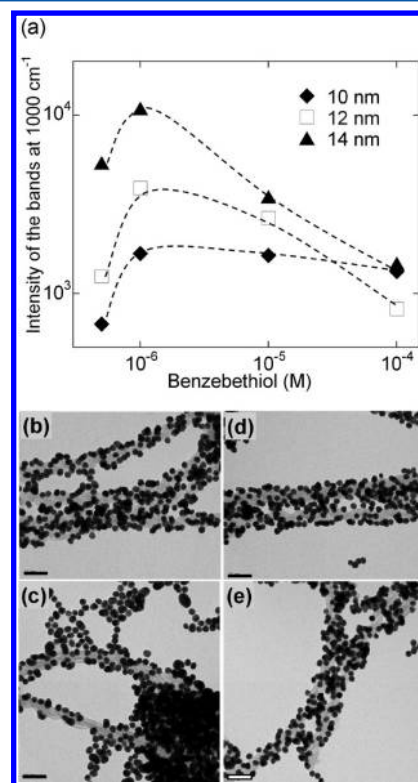 (a)
Intensity of the bands at 1000 cm⁻¹
10⁴
10³
10 nm
12 nm
14 nm
10⁻⁶
10⁻⁵
10⁻⁴
Benzebethiol (M)
(b)
(d)
(c)
(e)